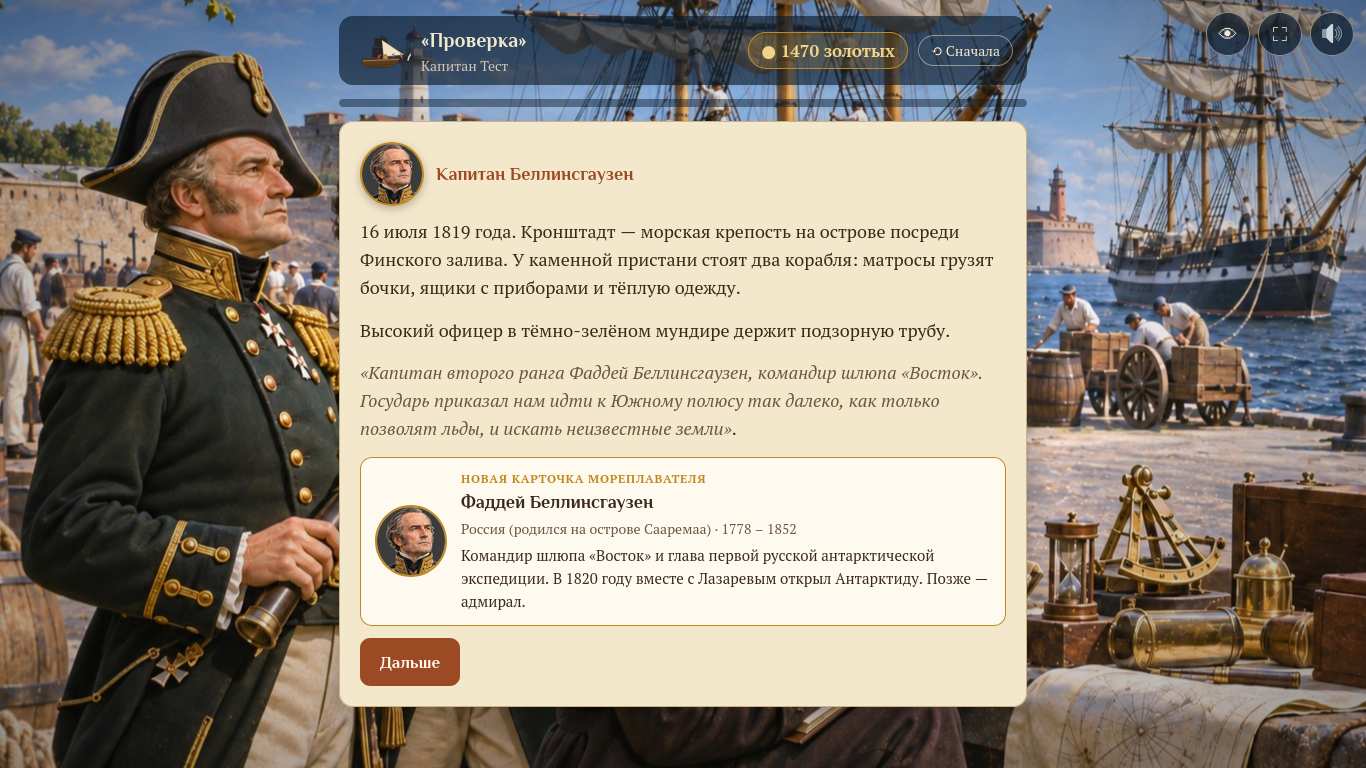 «Проверка»
Капитан Тест
1470 золотых
⟲ Сначала
Капитан Беллинсгаузен
16 июля 1819 года. Кронштадт — морская крепость на острове посреди
Финского залива. У каменной пристани стоят два корабля: матросы грузят
бочки, ящики с приборами и тёплую одежду.
Высокий офицер в тёмно-зелёном мундире держит подзорную трубу.
«Капитан второго ранга Фаддей Беллинсгаузен, командир шлюпа «Восток».
Государь приказал нам идти к Южному полюсу так далеко, как только
позволят льды, и искать неизвестные земли».
НОВАЯ КАРТОЧКА МОРЕПЛАВАТЕЛЯ
Фаддей Беллинсгаузен
Россия (родился на острове Сааремаа) · 1778 – 1852
Командир шлюпа «Восток» и глава первой русской антарктической
экспедиции. В 1820 году вместе с Лазаревым открыл Антарктиду. Позже —
адмирал.
Дальше